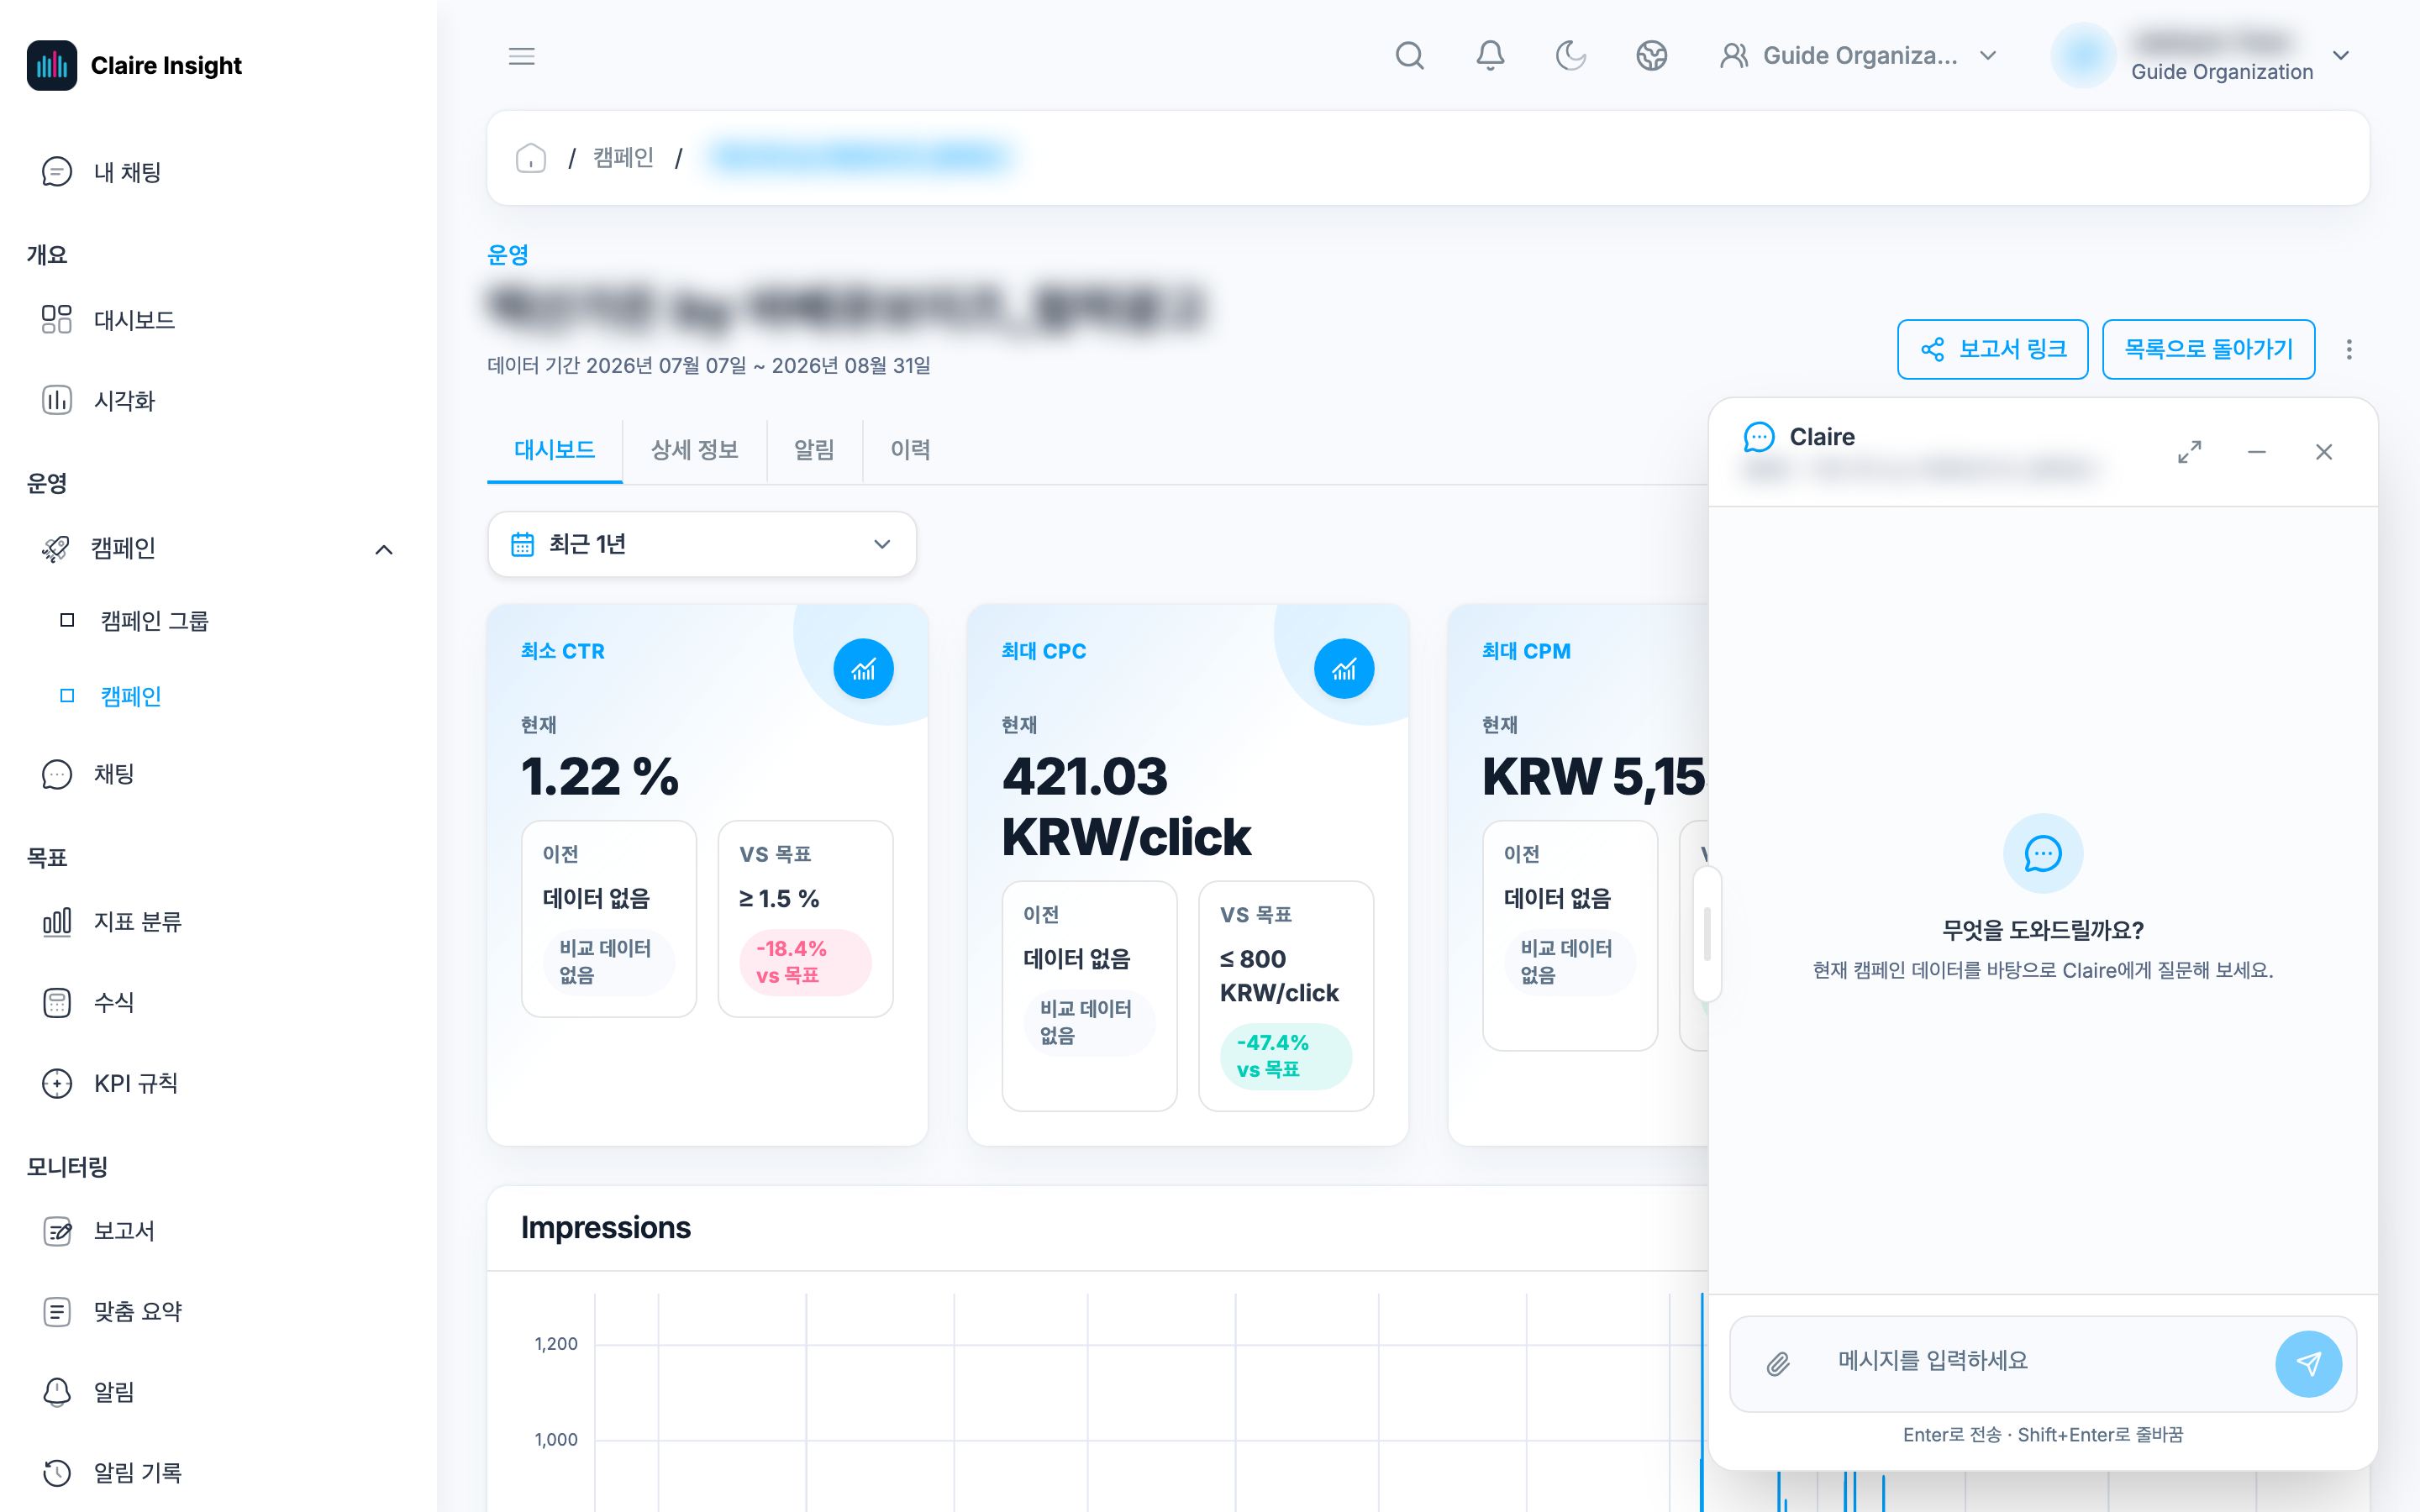 Claire Insight
내 채팅
개요
대시보드
시각화
운영
캠페인
캠페인 그룹
캠페인
채팅
목표
지표 분류
수식
KPI 규칙
모니터링
보고서
맞춤 요약
알림
알림 기록
Guide Organiza...
Guide Organization
/ 캠페인 /
운영
데이터 기간 2026년 07월 07일 ~ 2026년 08월 31일
보고서 링크
목록으로 돌아가기
대시보드
상세 정보
알림
이력
최근 1년
최소 CTR
현재
1.22 %
이전
데이터 없음
비교 데이터
없음
VS 목표
≥ 1.5 %
-18.4%
vs 목표
최대 CPC
현재
421.03
KRW/click
이전
데이터 없음
비교 데이터
없음
VS 목표
≤ 800
KRW/click
-47.4%
vs 목표
최대 CPM
현재
KRW 5,15
이전
데이터 없음
비교 데이터
없음
Impressions
1,200
1,000
Claire
무엇을 도와드릴까요?
현재 캠페인 데이터를 바탕으로 Claire에게 질문해 보세요.
메시지를 입력하세요
Enter로 전송 · Shift+Enter로 줄바꿈